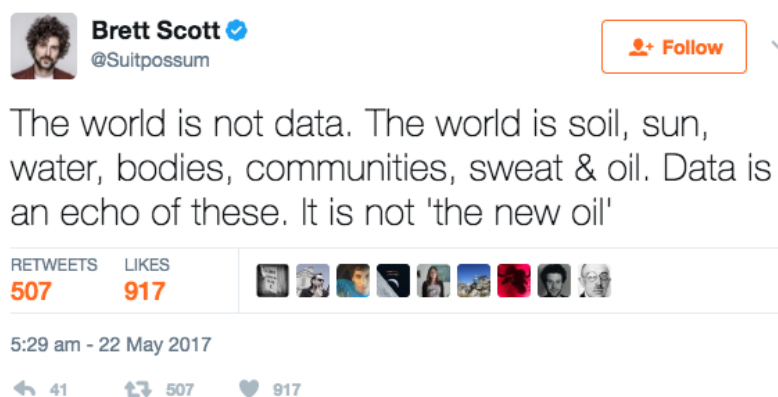 Brett Scott
@Suitpossum
Follow
The world is not data. The world is soil, sun,
water, bodies, communities, sweat & oil. Data is
an echo of these. It is not 'the new oil'
RETWEETS LIKES
507 917
5:29 am - 22 May 2017
41 507 917